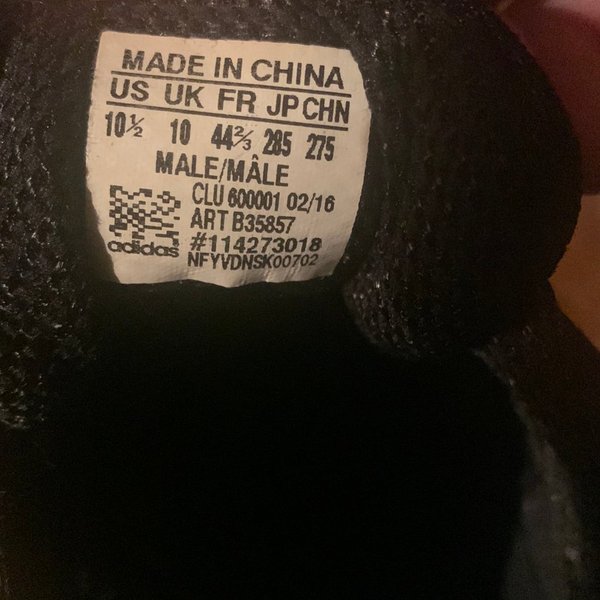 MADE IN CHINA
US UK FR JP CHN
10½ 10 44⅔ 285 275
MALE/MÂLE
CLU 600001 02/16
ART B35857
adidas #114273018
NFYVDNSK00702